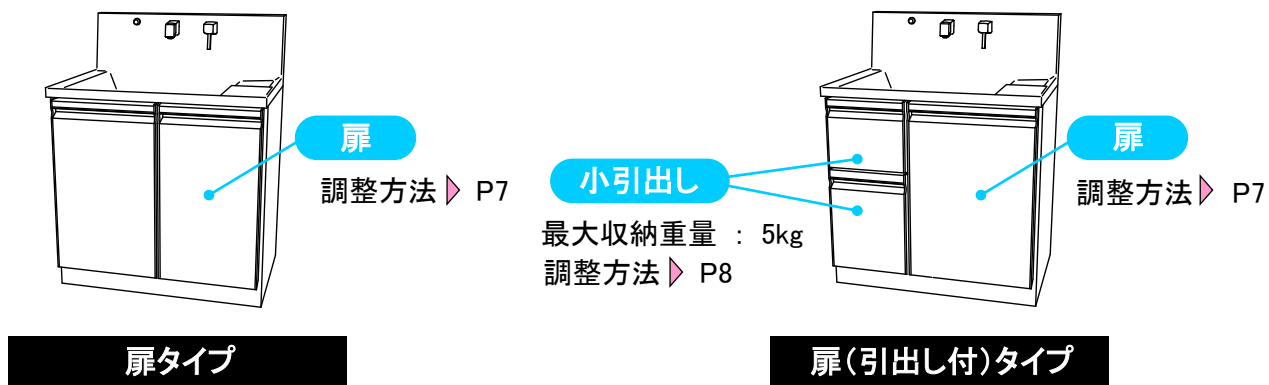 扉
調整方法 P7
扉タイプ
小引出し
最大収納重量 : 5kg
調整方法 P8
扉
調整方法 P7
扉(引出し付)タイプ